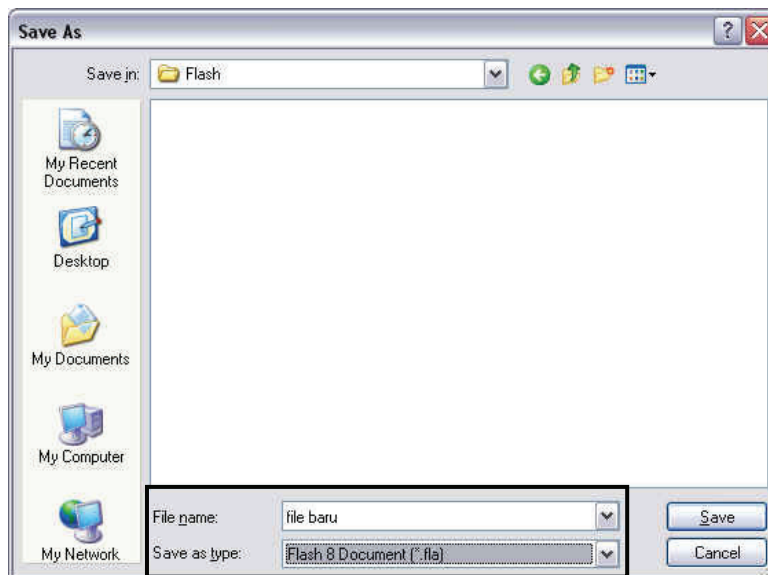 Save As
Save in: Flash
My Recent
Documents
Desktop
My Documents
My Computer
My Network
File name: file baru
Save as type: Flash 8 Document (*.fla)
Save
Cancel